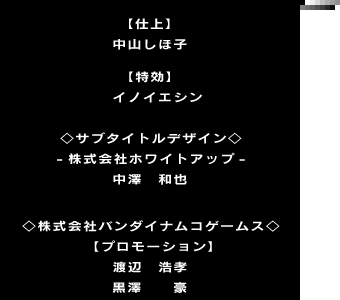 【仕上】
中山しほ子
【特効】
イノイエシン
◇サブタイトルデザイン◇
−株式会社ホワイトアップ−
中澤　和也
◇株式会社バンダイナムコゲームス◇
【プロモーション】
渡辺　浩孝
黒澤　　豪